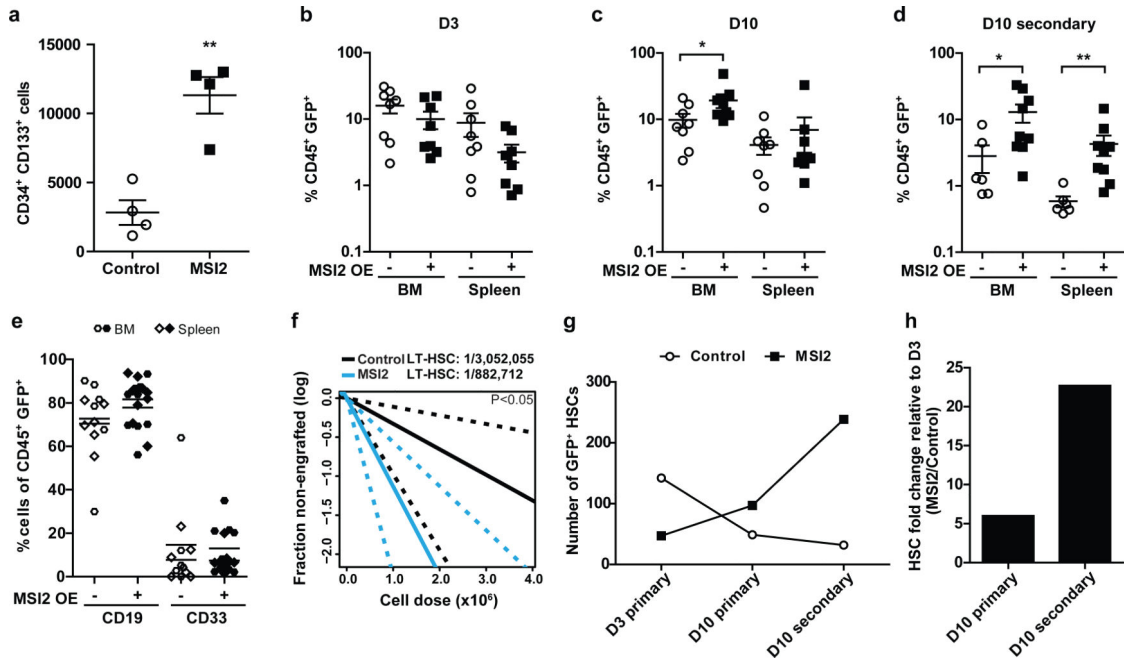 a
CD34+ CD133+ cells
15000
10000
5000
0
**
Control
MSI2
b
D3
% CD45+ GFP+
100
10
1
0.1
MSI2 OE
- + - +
BM
Spleen
c
D10
% CD45+ GFP+
100
10
1
0.1
*
MSI2 OE
- + - +
BM
Spleen
d
D10 secondary
% CD45+ GFP+
100
10
1
0.1
*
**
MSI2 OE
- + - +
BM
Spleen
e
BM
Spleen
% cells of CD45+ GFP+
100
80
60
40
20
0
MSI2 OE
- + - +
CD19
CD33
f
Control LT-HSC: 1/3,052,055
MSI2 LT-HSC: 1/882,712
P<0.05
Fraction non-engrafted (log)
0.0
-0.5
-1.0
-1.5
-2.0
0.0 1.0 2.0 3.0 4.0
Cell dose (x10⁶)
g
Control
MSI2
Number of GFP+ HSCs
300
200
100
0
D3 primary
D10 primary
D10 secondary
h
HSC fold change relative to D3
(MSI2/Control)
25
20
15
10
5
0
D10 primary
D10 secondary